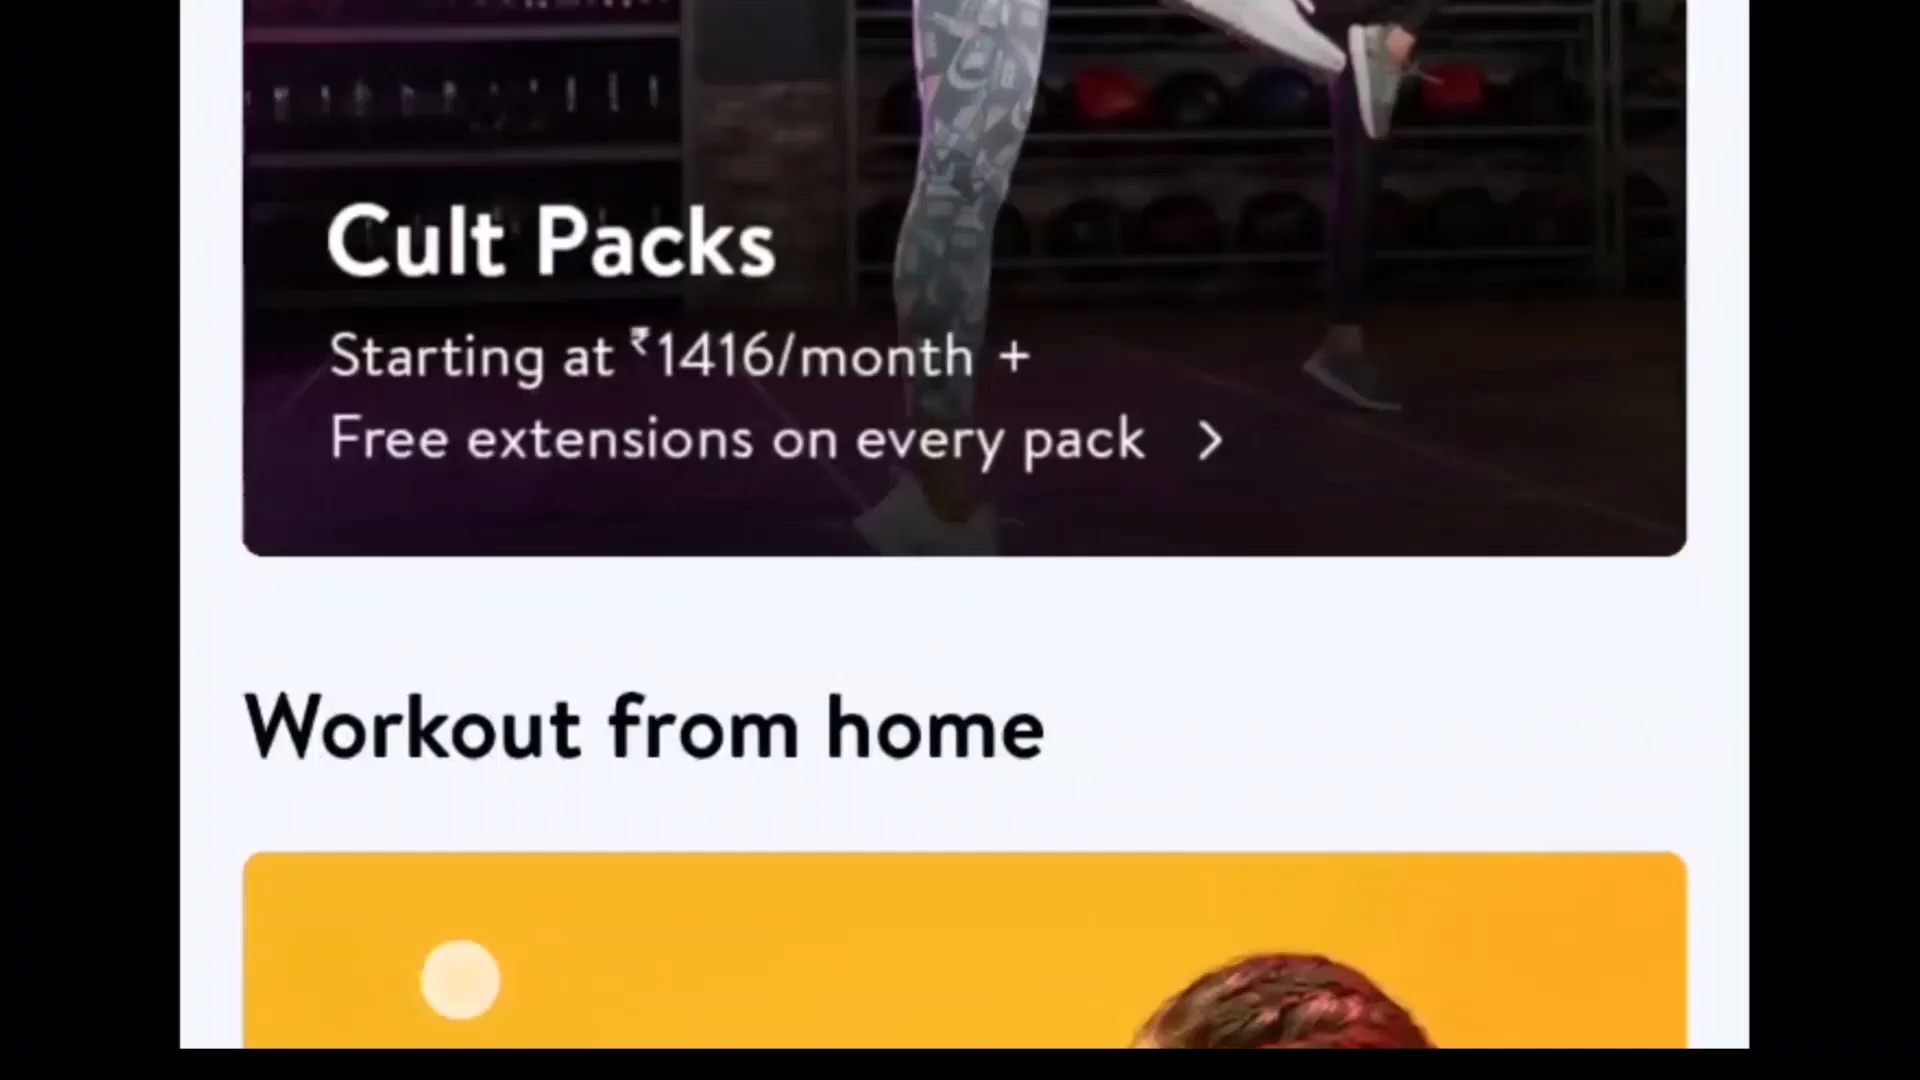 Cult Packs
Starting at ₹1416/month +
Free extensions on every pack >
Workout from home